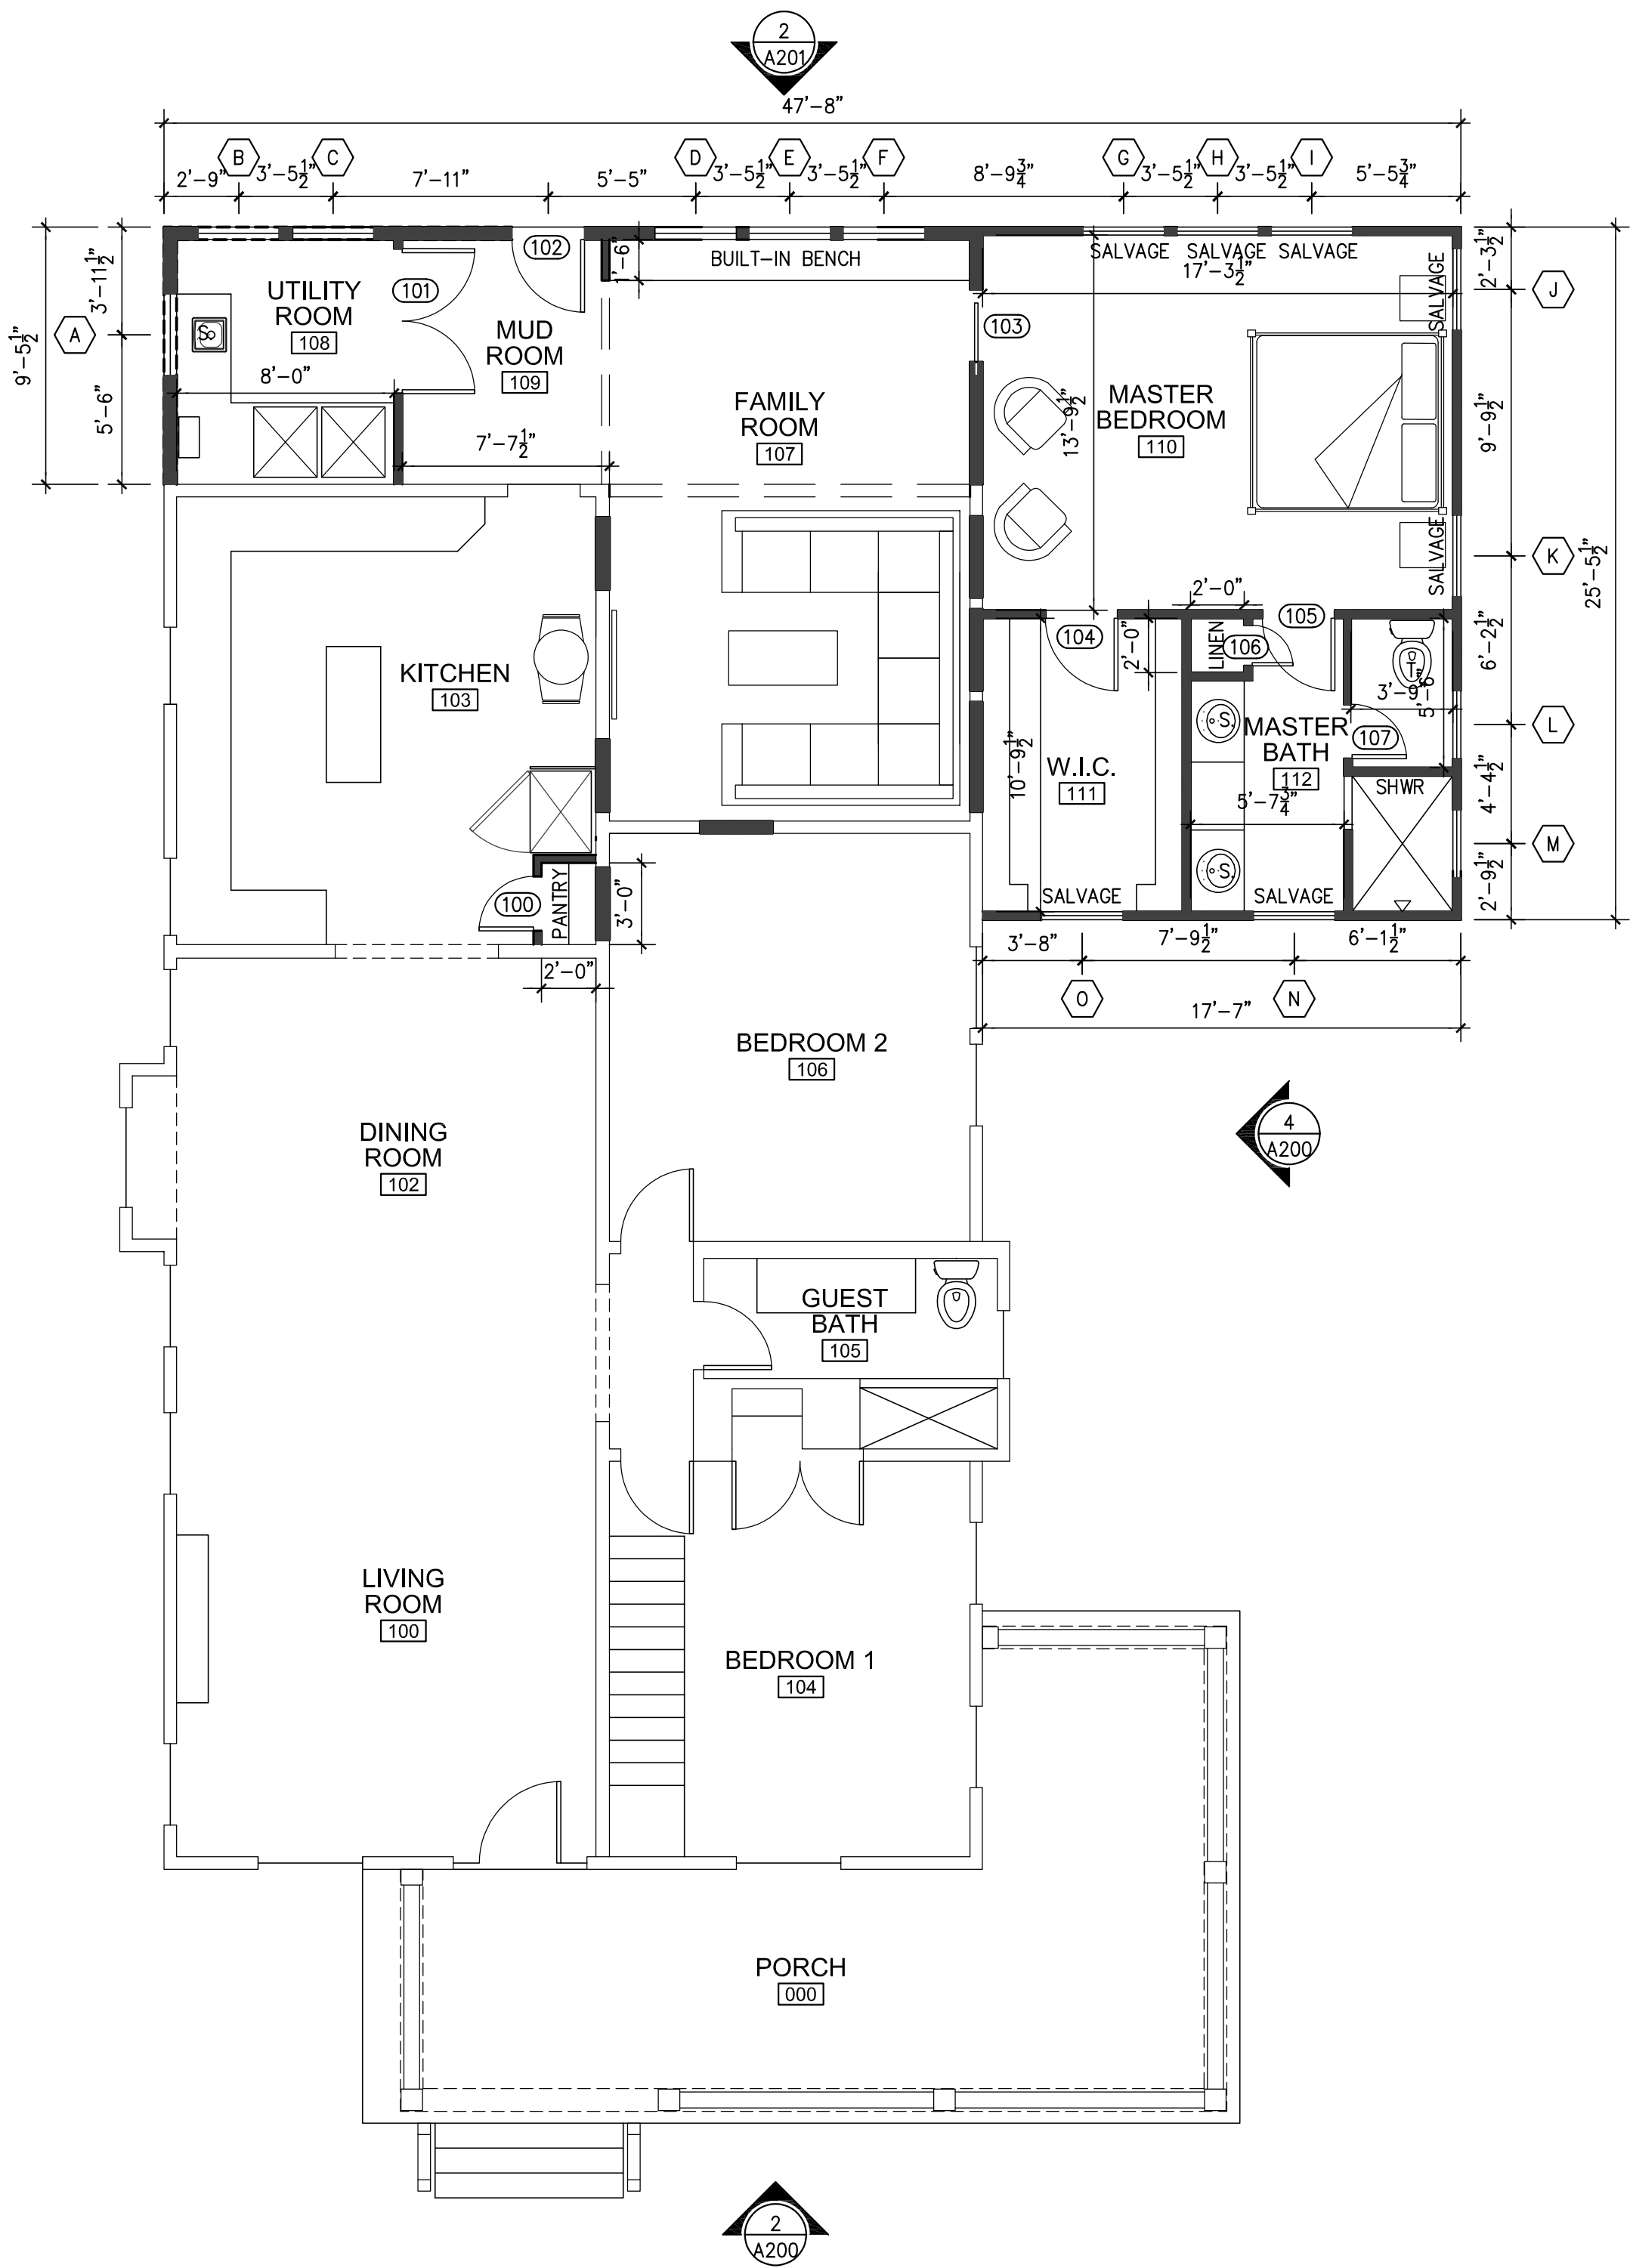 2
A201
47'-8"
B
C
D
E
F
G
H
I
2'-9"
3'-5½"
7'-11"
5'-5"
3'-5½"
3'-5½"
8'-9¾"
3'-5½"
3'-5½"
5'-5¾"
102
1'-6"
BUILT-IN BENCH
SALVAGE
SALVAGE
SALVAGE
17'-3½"
SALVAGE
2'-3½"
J
3'-11½"
101
UTILITY
ROOM
108
S
A
9'-5½"
5'-6"
8'-0"
MUD
ROOM
109
7'-7½"
FAMILY
ROOM
107
103
13'-9½"
MASTER
BEDROOM
110
9'-9½"
SALVAGE
K
25'-5½"
2'-0"
105
104
2'-0"
LINEN
106
6'-2½"
T
3'-9"
5'-6"
KITCHEN
103
S
MASTER
BATH
112
107
L
W.I.C.
111
10'-9½"
5'-7¾"
SHWR
4'-4½"
M
S
SALVAGE
SALVAGE
2'-9½"
100
PANTRY
3'-0"
2'-0"
3'-8"
7'-9½"
6'-1½"
O
N
17'-7"
BEDROOM 2
106
4
A200
DINING
ROOM
102
GUEST
BATH
105
LIVING
ROOM
100
BEDROOM 1
104
PORCH
000
2
A200